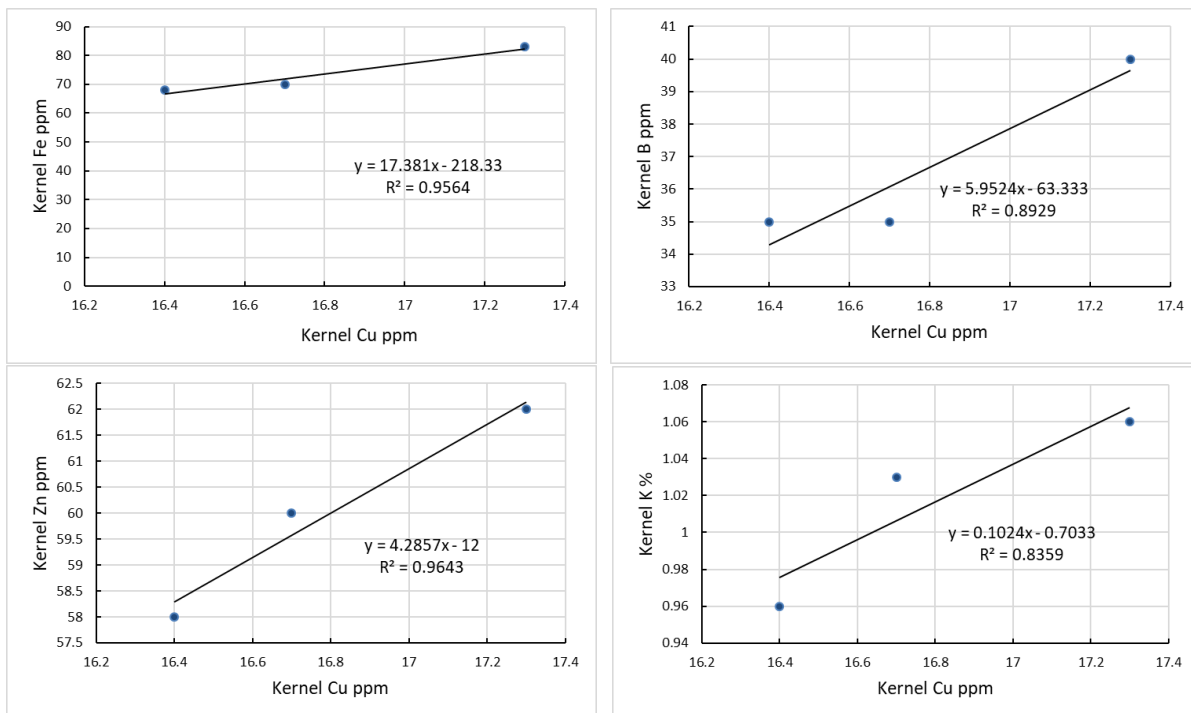 90
80
70
60
50
40
30
20
10
0
Kernel Fe ppm
y = 17.381x - 218.33
R² = 0.9564
16.2 16.4 16.6 16.8 17 17.2 17.4
Kernel Cu ppm
41
40
39
38
37
36
35
34
33
Kernel B ppm
y = 5.9524x - 63.333
R² = 0.8929
16.2 16.4 16.6 16.8 17 17.2 17.4
Kernel Cu ppm
62.5
62
61.5
61
60.5
60
59.5
59
58.5
58
57.5
Kernel Zn ppm
y = 4.2857x - 12
R² = 0.9643
16.2 16.4 16.6 16.8 17 17.2 17.4
Kernel Cu ppm
1.08
1.06
1.04
1.02
1
0.98
0.96
0.94
Kernel K %
y = 0.1024x - 0.7033
R² = 0.8359
16.2 16.4 16.6 16.8 17 17.2 17.4
Kernel Cu ppm